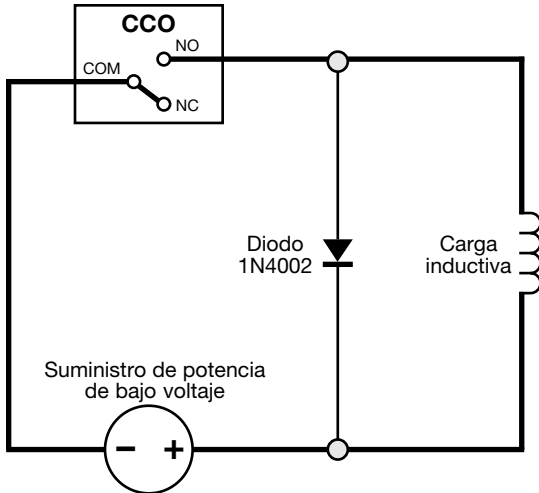 CCO
NO
COM
NC
Diodo
1N4002
Carga
inductiva
Suministro de potencia
de bajo voltaje
− +